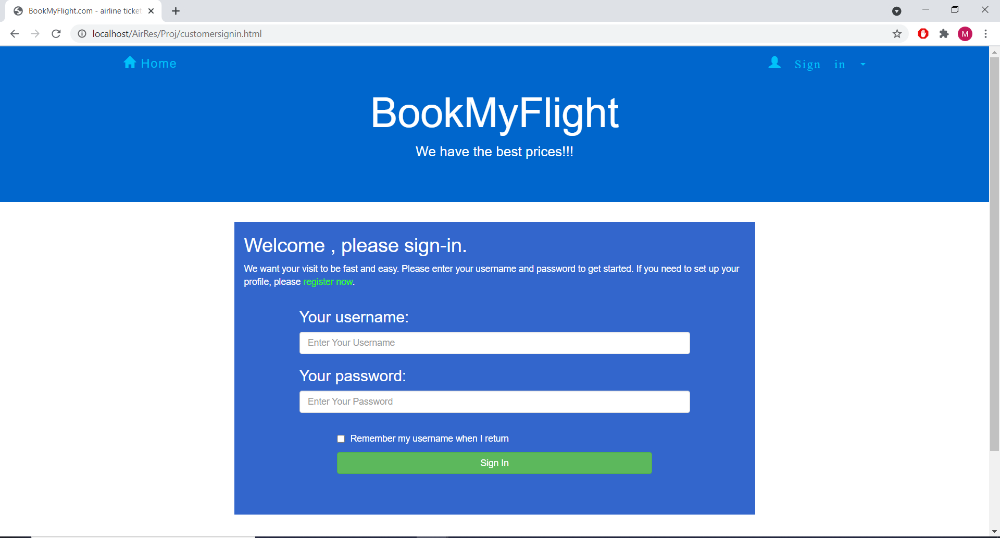 BookMyFlight.com - airline ticket
localhost/AirRes/Proj/customersignin.html
M
Home
Sign in
BookMyFlight
We have the best prices!!!
Welcome , please sign-in.
We want your visit to be fast and easy. Please enter your username and password to get started. If you need to set up your
profile, please register now.
Your username:
Enter Your Username
Your password:
Enter Your Password
Remember my username when I return
Sign In